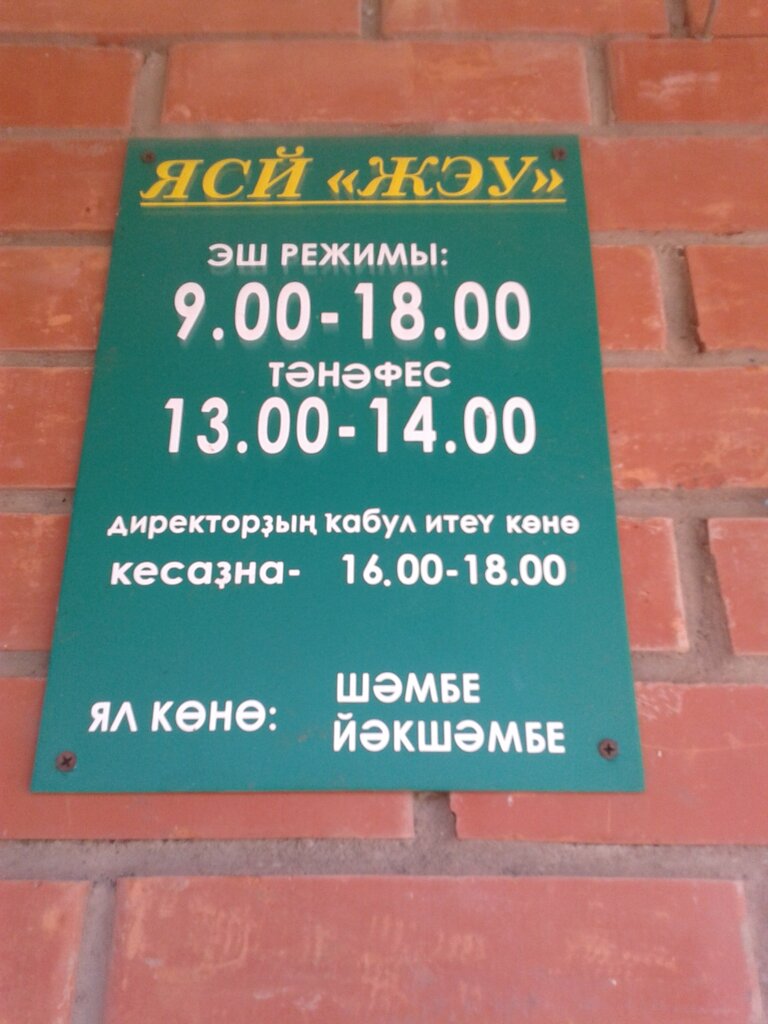 ЯСЙ «ЖЭУ»
ЭШ РЕЖИМЫ:
9.00-18.00
ТӘНӘФЕС
13.00-14.00
директорҙың ҡабул итеү көнө
кесаҙна- 16.00-18.00
ЯЛ КӨНӨ: ШӘМБЕ
ЙӘКШӘМБЕ